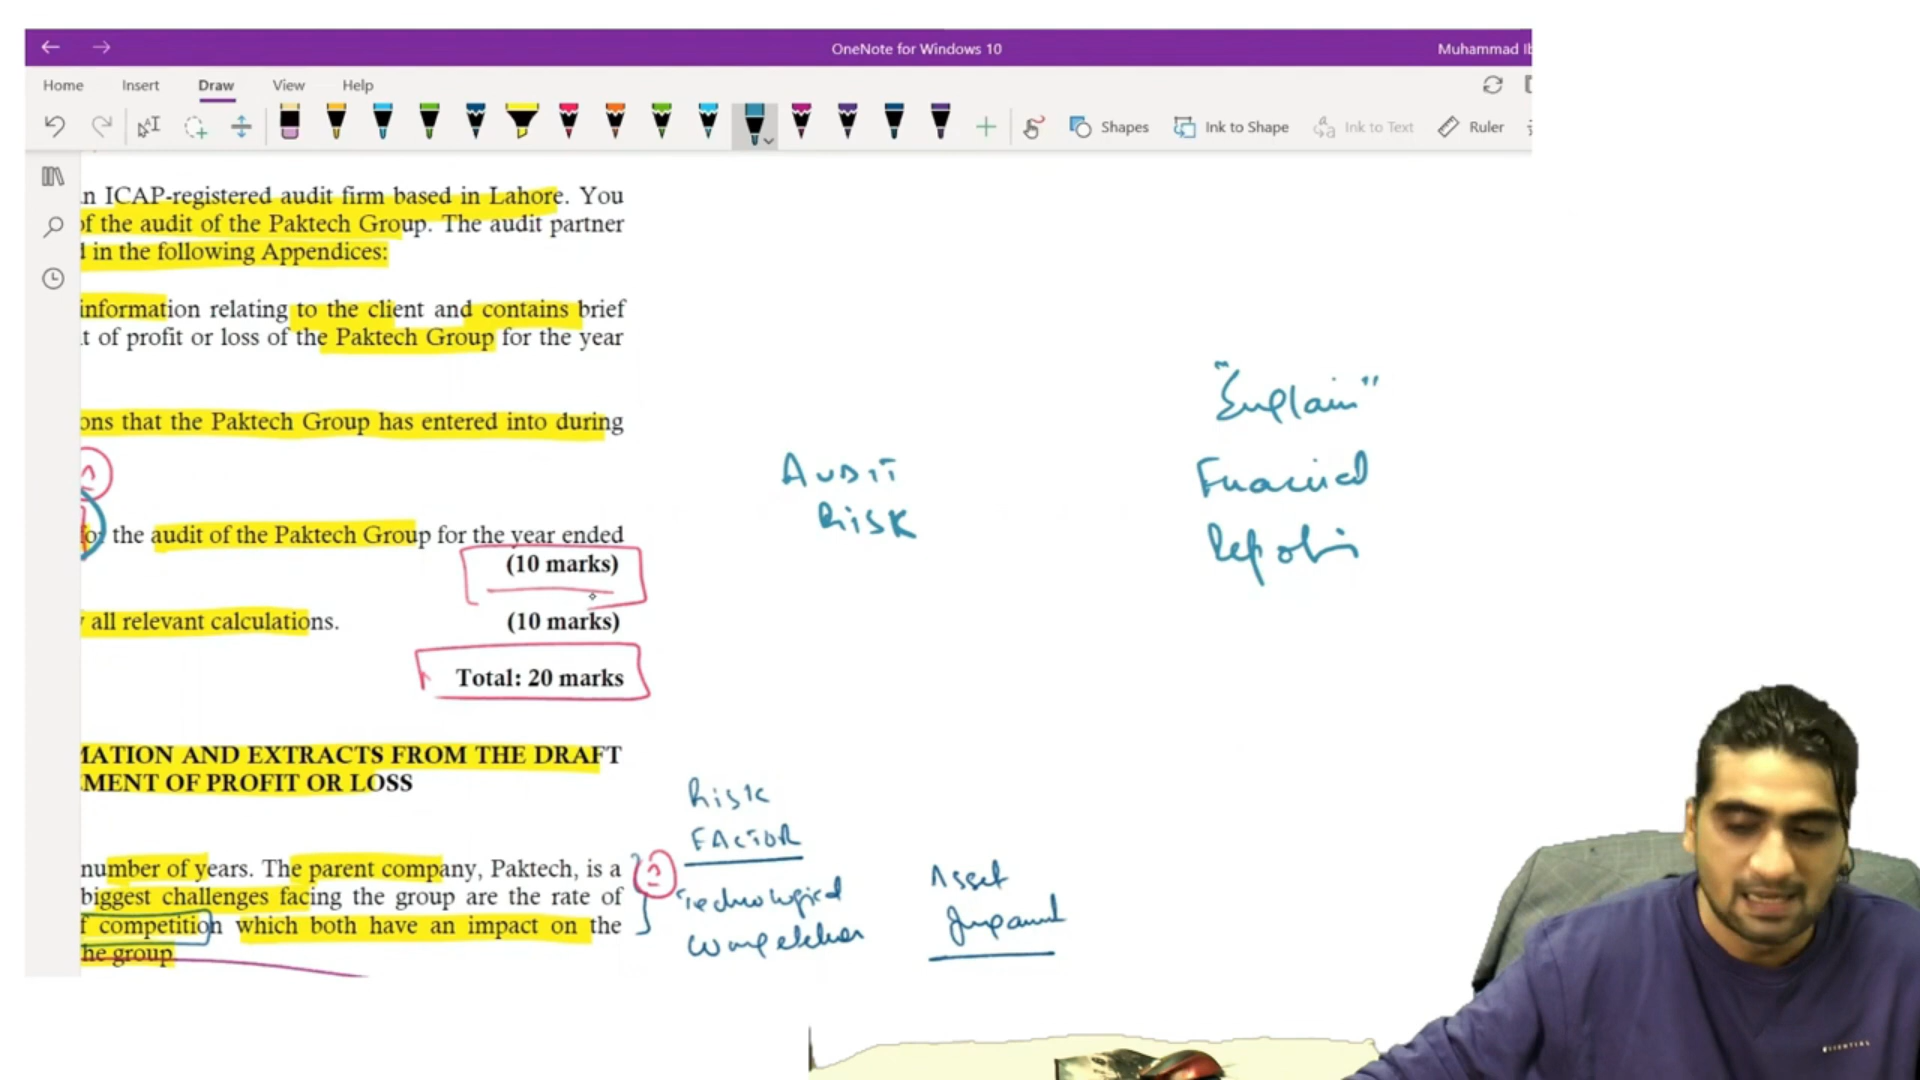 OneNote for Windows 10
Muhammad Ib
Home Insert Draw View Help
Shapes Ink to Shape Ink to Text Ruler
n ICAP-registered audit firm based in Lahore. You
of the audit of the Paktech Group. The audit partner
d in the following Appendices:
information relating to the client and contains brief
t of profit or loss of the Paktech Group for the year
ons that the Paktech Group has entered into during
for the audit of the Paktech Group for the year ended
(10 marks)
y all relevant calculations.
(10 marks)
Total: 20 marks
MATION AND EXTRACTS FROM THE DRAFT
MENT OF PROFIT OR LOSS
number of years. The parent company, Paktech, is a
biggest challenges facing the group are the rate of
f competition which both have an impact on the
he group.
AUDIT
RISK
"Explain"
Financial
Risk
FACTOR
Technological
Competition
Asset